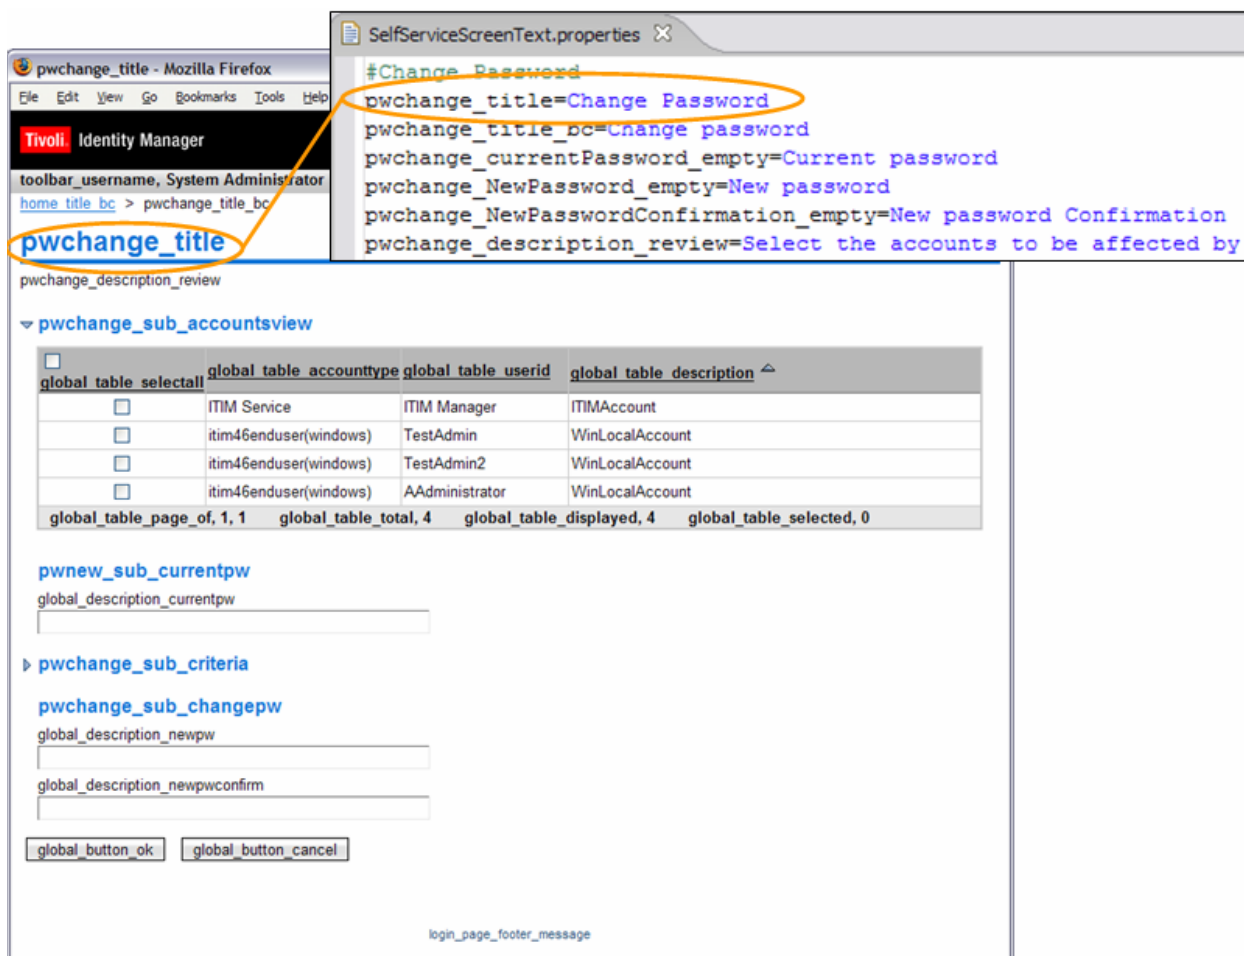 SelfServiceScreenText.properties
#Change Password
pwchange_title=Change Password
pwchange_title_bc=Change password
pwchange_currentPassword_empty=Current password
pwchange_NewPassword_empty=New password
pwchange_NewPasswordConfirmation_empty=New password Confirmation
pwchange_description_review=Select the accounts to be affected by
pwchange_title - Mozilla Firefox
File Edit View Go Bookmarks Tools Help
Tivoli. Identity Manager
toolbar_username, System Administrator
home_title_bc > pwchange_title_bc
pwchange_title
pwchange_description_review
pwchange_sub_accountsview
global_table_selectall global_table_accounttype global_table_userid global_table_description
ITIM Service ITIM Manager ITIMAccount
itim46enduser(windows) TestAdmin WinLocalAccount
itim46enduser(windows) TestAdmin2 WinLocalAccount
itim46enduser(windows) AAdministrator WinLocalAccount
global_table_page_of, 1, 1 global_table_total, 4 global_table_displayed, 4 global_table_selected, 0
pwnew_sub_currentpw
global_description_currentpw
pwchange_sub_criteria
pwchange_sub_changepw
global_description_newpw
global_description_newpwconfirm
global_button_ok global_button_cancel
login_page_footer_message